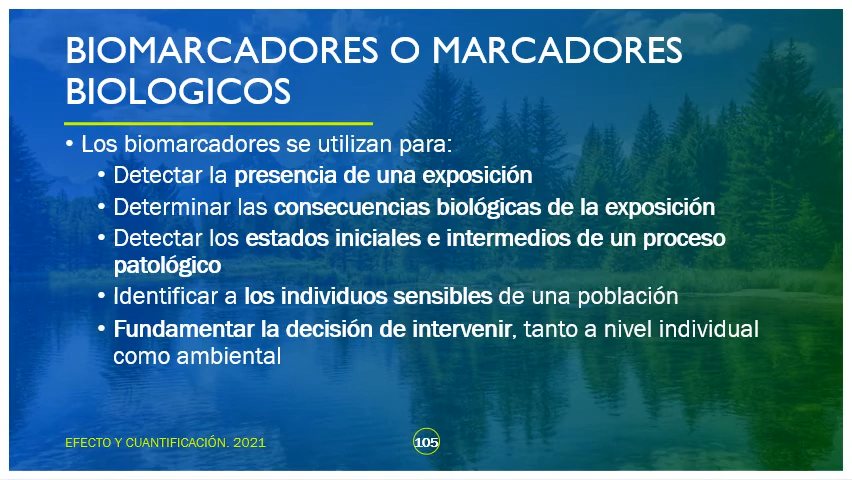 BIOMARCADORES O MARCADORES
BIOLOGICOS
• Los biomarcadores se utilizan para:
• Detectar la presencia de una exposición
• Determinar las consecuencias biológicas de la exposición
• Detectar los estados iniciales e intermedios de un proceso
patológico
• Identificar a los individuos sensibles de una población
• Fundamentar la decisión de intervenir, tanto a nivel individual
como ambiental
EFECTO Y CUANTIFICACIÓN. 2021
105